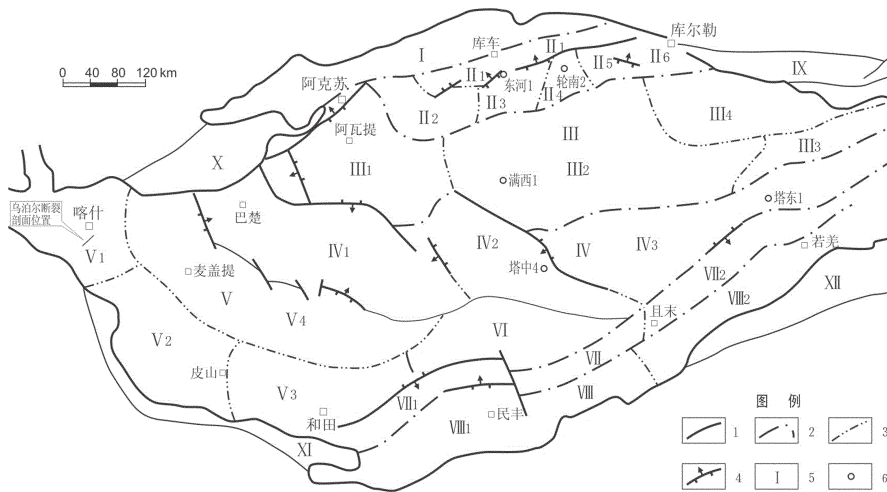 库尔勒
库车
Ⅰ
Ⅱ1
Ⅱ1
Ⅱ5
Ⅱ6
Ⅸ
0 40 80 120 km
阿克苏
东河1
轮南2
Ⅱ2
Ⅱ3
Ⅱ4
Ⅲ4
阿瓦提
Ⅲ
Ⅲ3
Ⅹ
Ⅲ1
Ⅲ2
满西1
塔东1
乌泊尔断裂
剖面位置
喀什
巴楚
Ⅴ1
Ⅳ1
Ⅳ2
Ⅳ
Ⅳ3
若羌
麦盖提
塔中4
Ⅶ2
Ⅻ
Ⅴ
Ⅷ2
Ⅴ4
且末
Ⅴ2
Ⅵ
Ⅶ
皮山
Ⅴ3
Ⅶ1
Ⅷ
和田
Ⅷ1
民丰
Ⅺ
图 例
1
2
3
4
Ⅰ 5
6